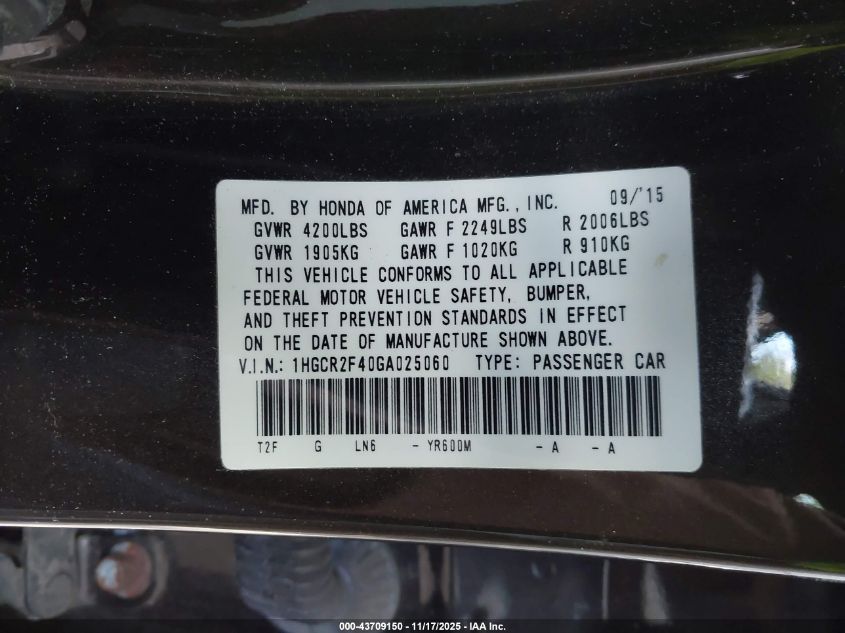 MFD. BY HONDA OF AMERICA MFG., INC. 09/'15
GVWR 4200LBS GAWR F 2249LBS R 2006LBS
GVWR 1905KG GAWR F 1020KG R 910KG
THIS VEHICLE CONFORMS TO ALL APPLICABLE
FEDERAL MOTOR VEHICLE SAFETY, BUMPER,
AND THEFT PREVENTION STANDARDS IN EFFECT
ON THE DATE OF MANUFACTURE SHOWN ABOVE.
V.I.N.: 1HGCR2F40GA025060 TYPE: PASSENGER CAR
T2F G LN6 - YR600M - A - A
000-43709150 - 11/17/2025 - IAA Inc.